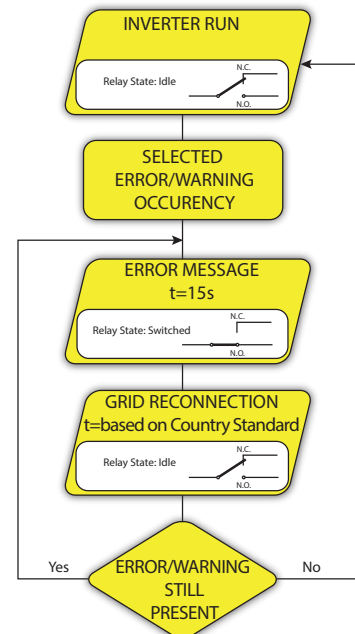 INVERTER RUN
N.C.
Relay State: Idle
N.O.
SELECTED
ERROR/WARNING
OCCURENCY
ERROR MESSAGE
t=15s
N.C.
Relay State: Switched
N.O.
GRID RECONNECTION
t=based on Country Standard
N.C.
Relay State: Idle
N.O.
Yes
ERROR/WARNING
STILL
PRESENT
No